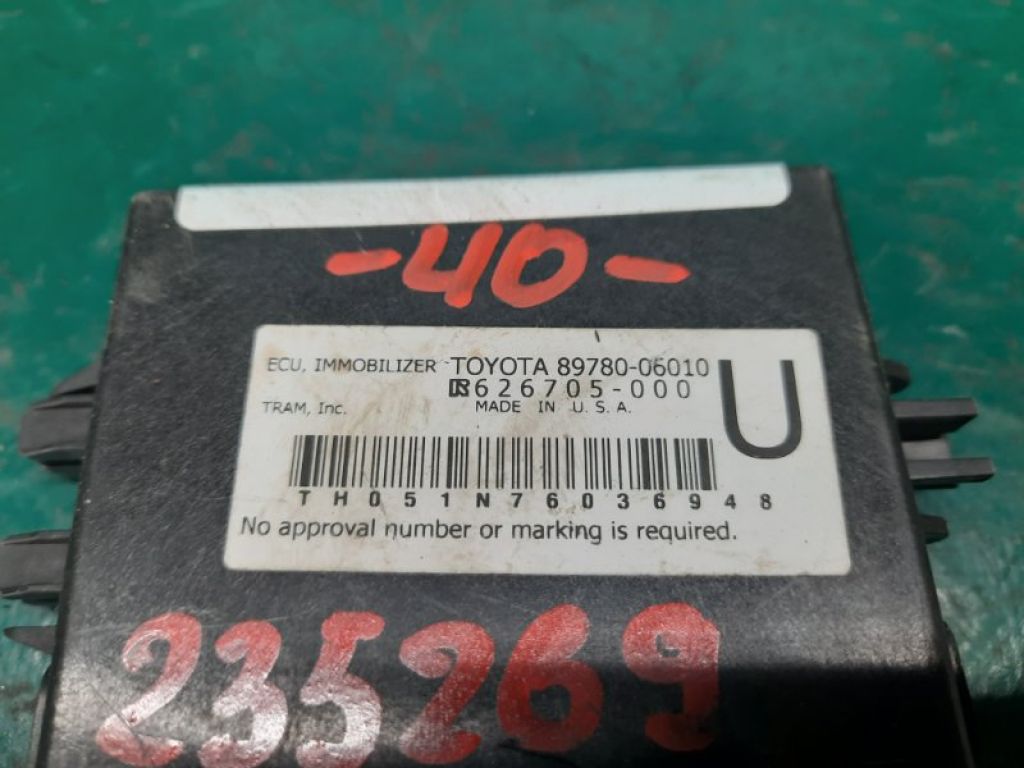 -40-
ECU, IMMOBILIZER TOYOTA 89780-06010
626705-000
TRAM, Inc. MADE IN U.S.A.
U
TH051N76036948
No approval number or marking is required.
235269